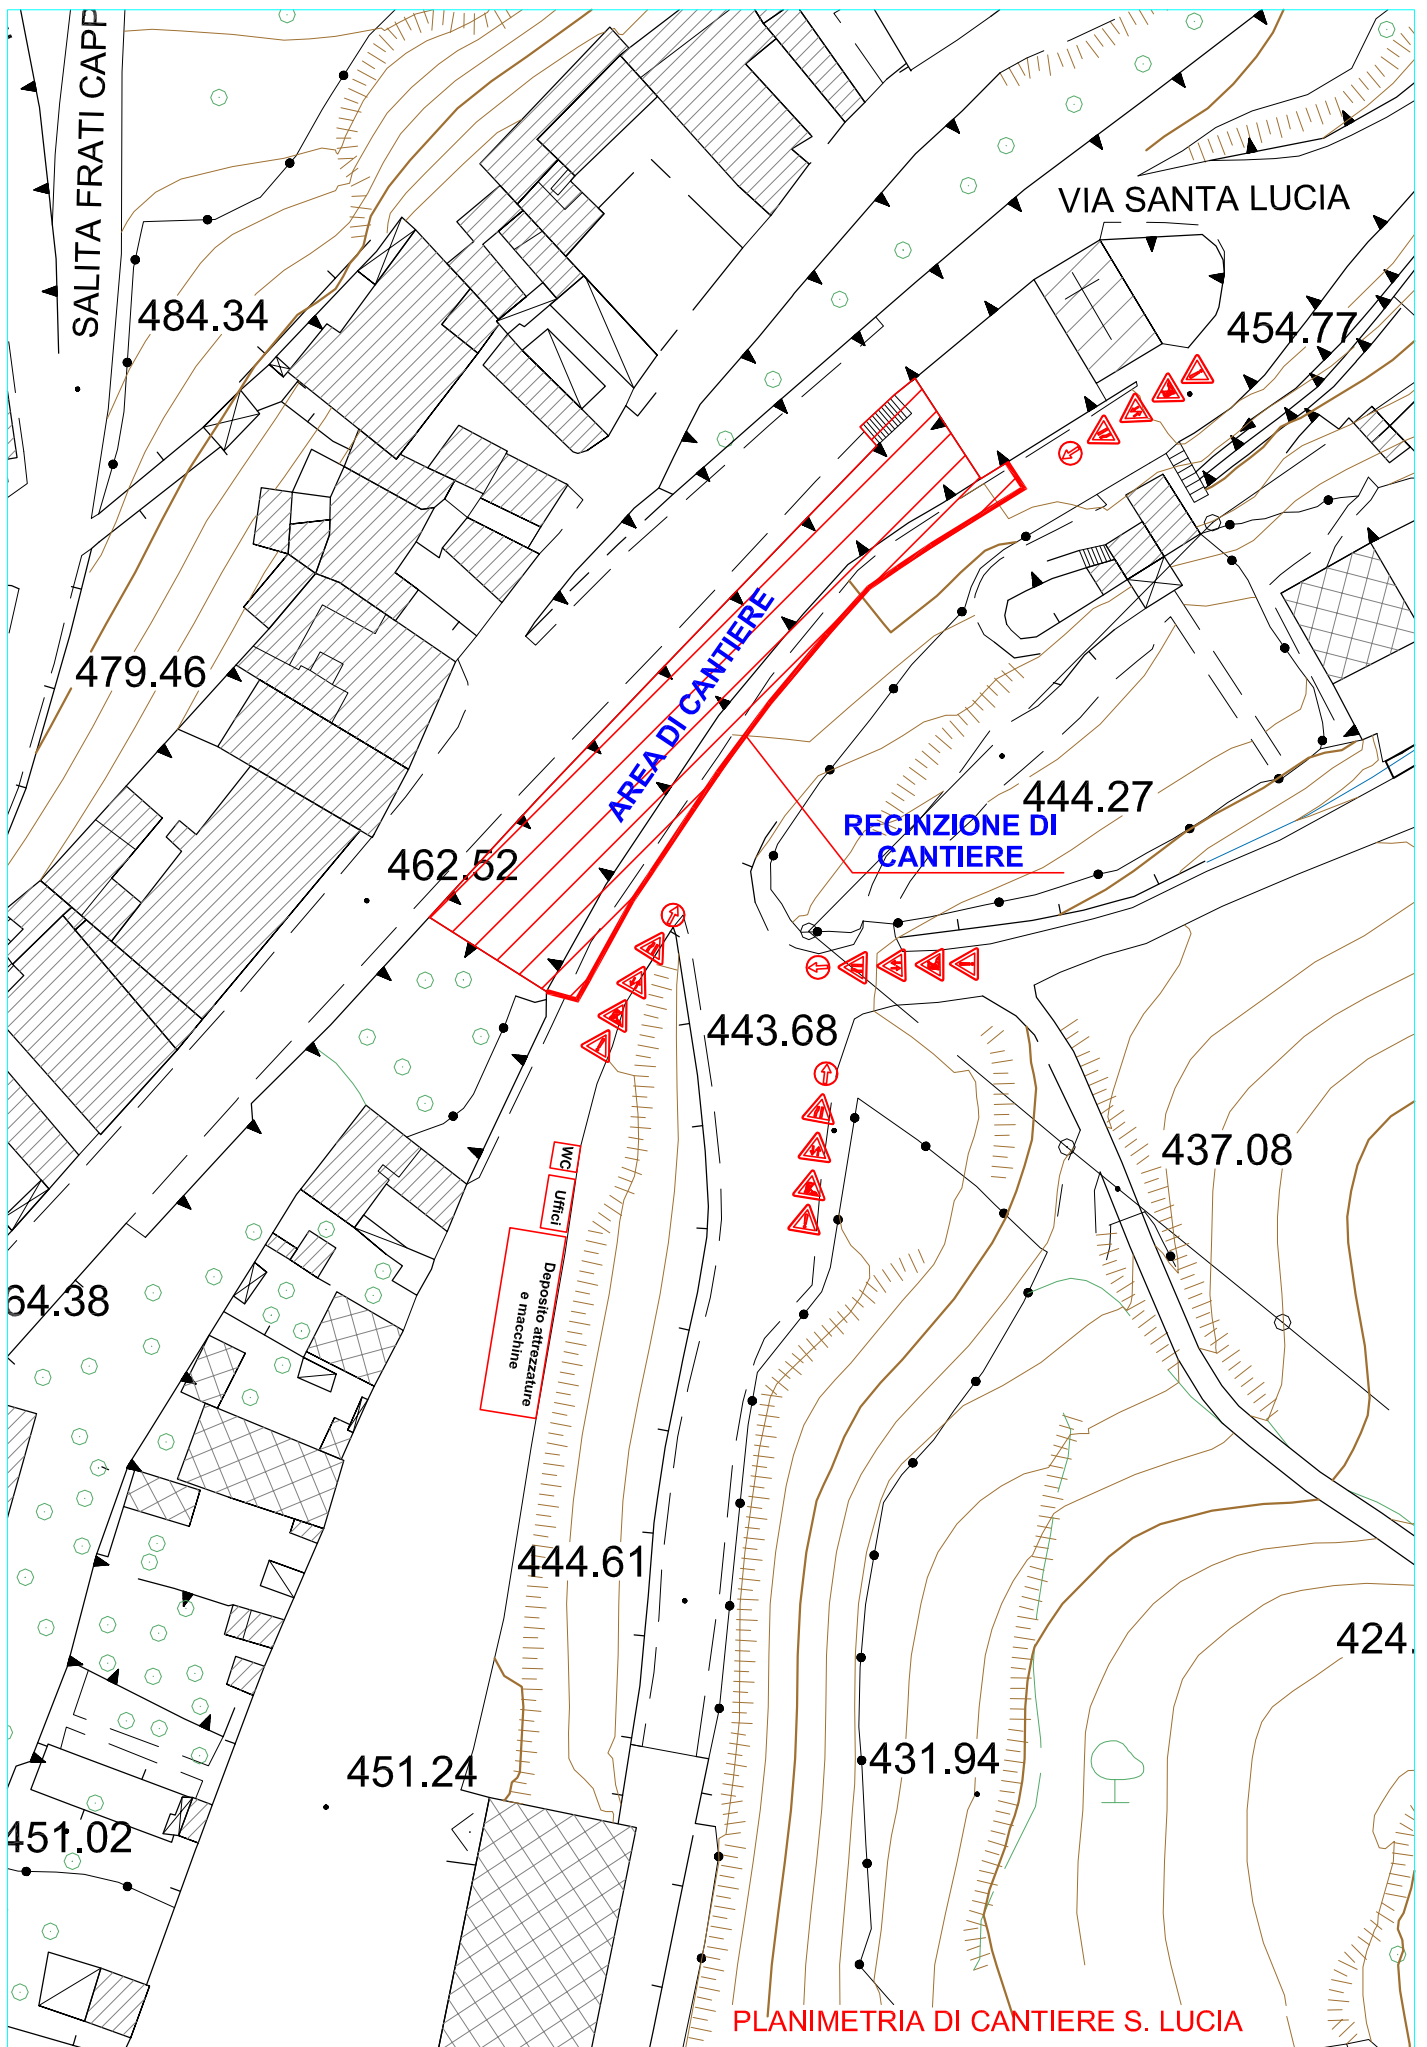 SALITA FRATI CAPP
VIA SANTA LUCIA
484.34
454.77
479.46
AREA DI CANTIERE
444.27
RECINZIONE DI
CANTIERE
462.52
443.68
437.08
WC
Uffici
Deposito attrezzature
e macchine
64.38
444.61
424.
451.24
431.94
451.02
PLANIMETRIA DI CANTIERE S. LUCIA